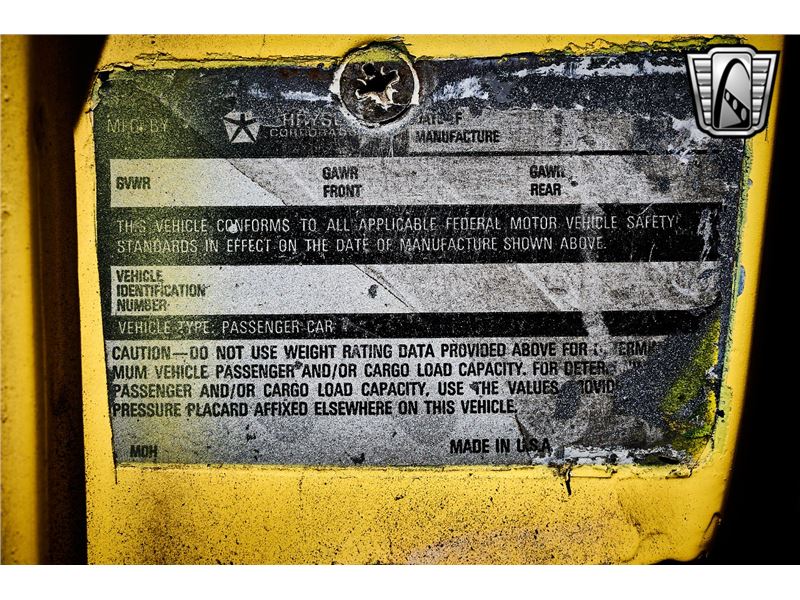 MFG BY
CORPORA
MANUFACTURE
GVWR
GAWR
FRONT
GAWR
REAR
THIS VEHICLE CONFORMS TO ALL APPLICABLE FEDERAL MOTOR VEHICLE SAFETY
STANDARDS IN EFFECT ON THE DATE OF MANUFACTURE SHOWN ABOVE.
VEHICLE
IDENTIFICATION
NUMBER
VEHICLE TYPE: PASSENGER CAR
CAUTION—DO NOT USE WEIGHT RATING DATA PROVIDED ABOVE FOR
MUM VEHICLE PASSENGER AND/OR CARGO LOAD CAPACITY. FOR DETER
PASSENGER AND/OR CARGO LOAD CAPACITY, USE THE VALUES
PRESSURE PLACARD AFFIXED ELSEWHERE ON THIS VEHICLE.
MDH
MADE IN U.S.A